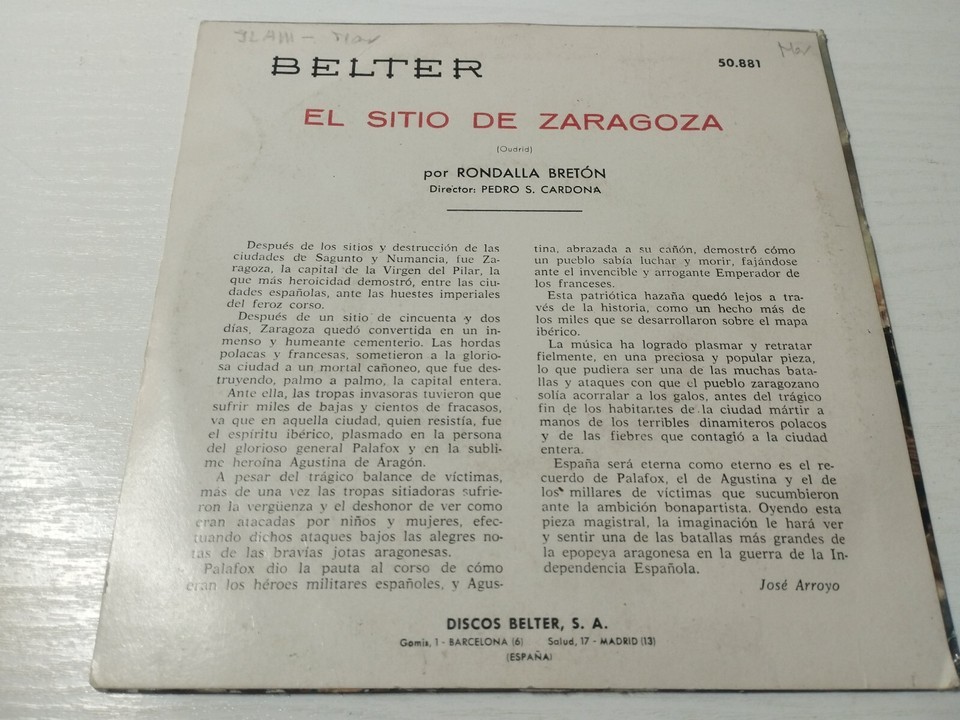 BELTER
50.881
EL SITIO DE ZARAGOZA
(Oudrid)
por RONDALLA BRETÓN
Director: PEDRO S. CARDONA
Después de los sitios y destrucción de las
ciudades de Sagunto y Numancia, fue Za-
ragoza, la capital de la Virgen del Pilar, la
que más heroicidad demostró, entre las ciu-
dades españolas, ante las huestes imperiales
del feroz corso.
Después de un sitio de cincuenta y dos
días, Zaragoza quedó convertida en un in-
menso y humeante cementerio. Las hordas
polacas y francesas, sometieron a la glorio-
sa ciudad a un mortal cañoneo, que fue des-
truyendo, palmo a palmo, la capital entera.
Ante ella, las tropas invasoras tuvieron que
sufrir miles de bajas y cientos de fracasos,
ya que en aquella ciudad, quien resistía, fue
el espíritu ibérico, plasmado en la persona
del glorioso general Palafox y en la subli-
me heroína Agustina de Aragón.
A pesar del trágico balance de víctimas,
más de una vez las tropas sitiadoras sufrie-
ron la vergüenza y el deshonor de ver como
eran atacadas por niños y mujeres, efec-
tuando dichos ataques bajos las alegres no-
tas de las bravías jotas aragonesas.
Palafox dio la pauta al corso de cómo
eran los héroes militares españoles, y Agus-
tina, abrazada a su cañón, demostró cómo
un pueblo sabía luchar y morir, fajándose
ante el invencible y arrogante Emperador de
los franceses.
Esta patriótica hazaña quedó lejos a tra-
vés de la historia, como un hecho más de
los miles que se desarrollaron sobre el mapa
ibérico.
La música ha logrado plasmar y retratar
fielmente, en una preciosa y popular pieza,
lo que pudiera ser una de las muchas bata-
llas y ataques con que el pueblo zaragozano
solía acorralar a los galos, antes del trágico
fin de los habitantes de la ciudad mártir a
manos de los terribles dinamiteros polacos
y de las fiebres que contagió a la ciudad
entera.
España será eterna como eterno es el re-
cuerdo de Palafox, el de Agustina y el de
los millares de víctimas que sucumbieron
ante la ambición bonapartista. Oyendo esta
pieza magistral, la imaginación le hará ver
y sentir una de las batallas más grandes de
la epopeya aragonesa en la guerra de la In-
dependencia Española.
José Arroyo
DISCOS BELTER, S. A.
Gomis, 1 - BARCELONA (6) Salud, 17 - MADRID (13)
(ESPAÑA)